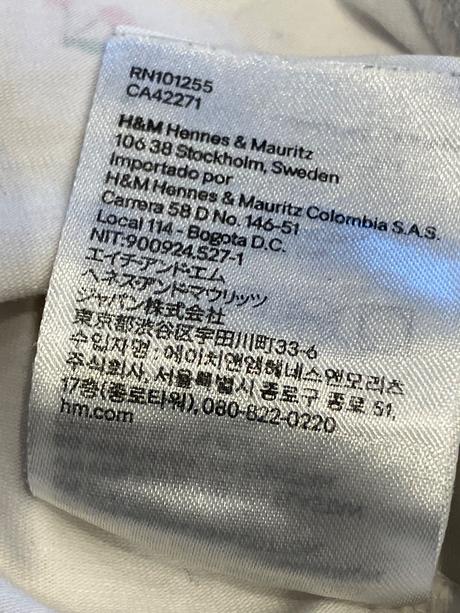 RN101255
CA42271
H&M Hennes & Mauritz
106 38 Stockholm, Sweden
Importado por
H&M Hennes & Mauritz Colombia S.A.S.
Carrera 58 D No. 146-51
Local 114 - Bogota D.C.
NIT:900924.527-1
エイチ・アンド・エム
ヘネス・アンド・マウリッツ
ジャパン株式会社
東京都渋谷区宇田川町33-6
수입자명 : 에이치앤엠헤네스앤모리츠
주식회사, 서울특별시 종로구 종로 51,
17층(종로타워), 080-822-0220
hm.com